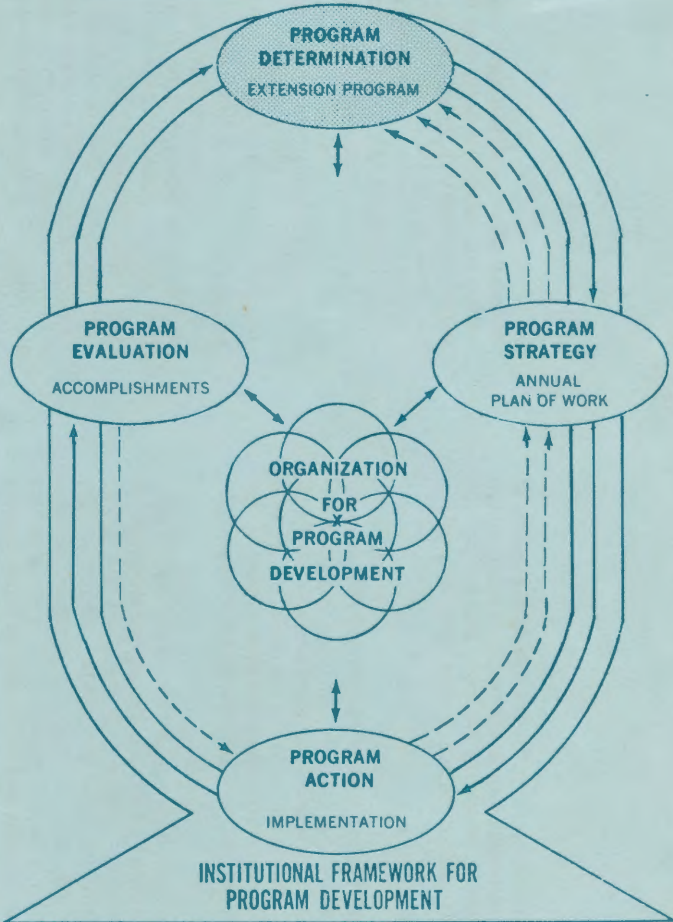 PROGRAM
DETERMINATION
EXTENSION PROGRAM
PROGRAM
EVALUATION
ACCOMPLISHMENTS
PROGRAM
STRATEGY
ANNUAL
PLAN OF WORK
ORGANIZATION
FOR
PROGRAM
DEVELOPMENT
PROGRAM
ACTION
IMPLEMENTATION
INSTITUTIONAL FRAMEWORK FOR
PROGRAM DEVELOPMENT